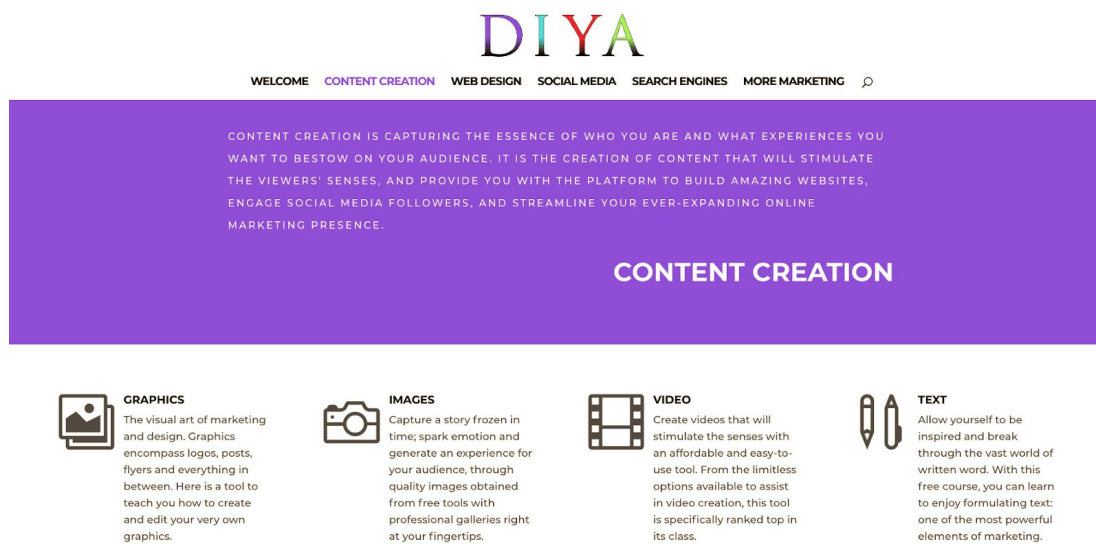 DIYA
WELCOME CONTENT CREATION WEB DESIGN SOCIAL MEDIA SEARCH ENGINES MORE MARKETING
CONTENT CREATION IS CAPTURING THE ESSENCE OF WHO YOU ARE AND WHAT EXPERIENCES YOU
WANT TO BESTOW ON YOUR AUDIENCE. IT IS THE CREATION OF CONTENT THAT WILL STIMULATE
THE VIEWERS' SENSES, AND PROVIDE YOU WITH THE PLATFORM TO BUILD AMAZING WEBSITES,
ENGAGE SOCIAL MEDIA FOLLOWERS, AND STREAMLINE YOUR EVER-EXPANDING ONLINE
MARKETING PRESENCE.
CONTENT CREATION
GRAPHICS
The visual art of marketing
and design. Graphics
encompass logos, posts,
flyers and everything in
between. Here is a tool to
teach you how to create
and edit your very own
graphics.
IMAGES
Capture a story frozen in
time; spark emotion and
generate an experience for
your audience, through
quality images obtained
from free tools with
professional galleries right
at your fingertips.
VIDEO
Create videos that will
stimulate the senses with
an affordable and easy-to-
use tool. From the limitless
options available to assist
in video creation, this tool
is specifically ranked top in
its class.
TEXT
Allow yourself to be
inspired and break
through the vast world of
written word. With this
free course, you can learn
to enjoy formulating text:
one of the most powerful
elements of marketing.